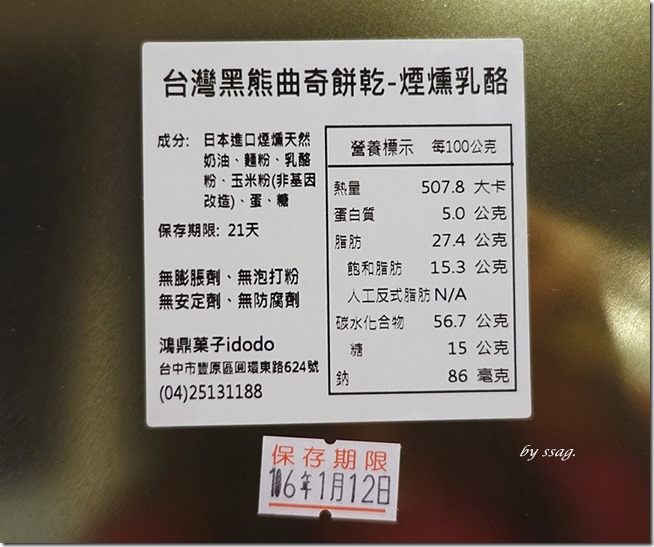 台灣黑熊曲奇餅乾-煙燻乳酪
成分: 日本進口煙燻天然
奶油、麵粉、乳酪
粉、玉米粉(非基因
改造)、蛋、糖
保存期限: 21天
無膨脹劑、無泡打粉
無安定劑、無防腐劑
鴻鼎菓子idodo
台中市豐原區圓環東路624號
(04)25131188
營養標示 每100公克
熱量 507.8 大卡
蛋白質 5.0 公克
脂肪 27.4 公克
飽和脂肪 15.3 公克
人工反式脂肪 N/A
碳水化合物 56.7 公克
糖 15 公克
鈉 86 毫克
保存期限
106年1月12日
by ssag.